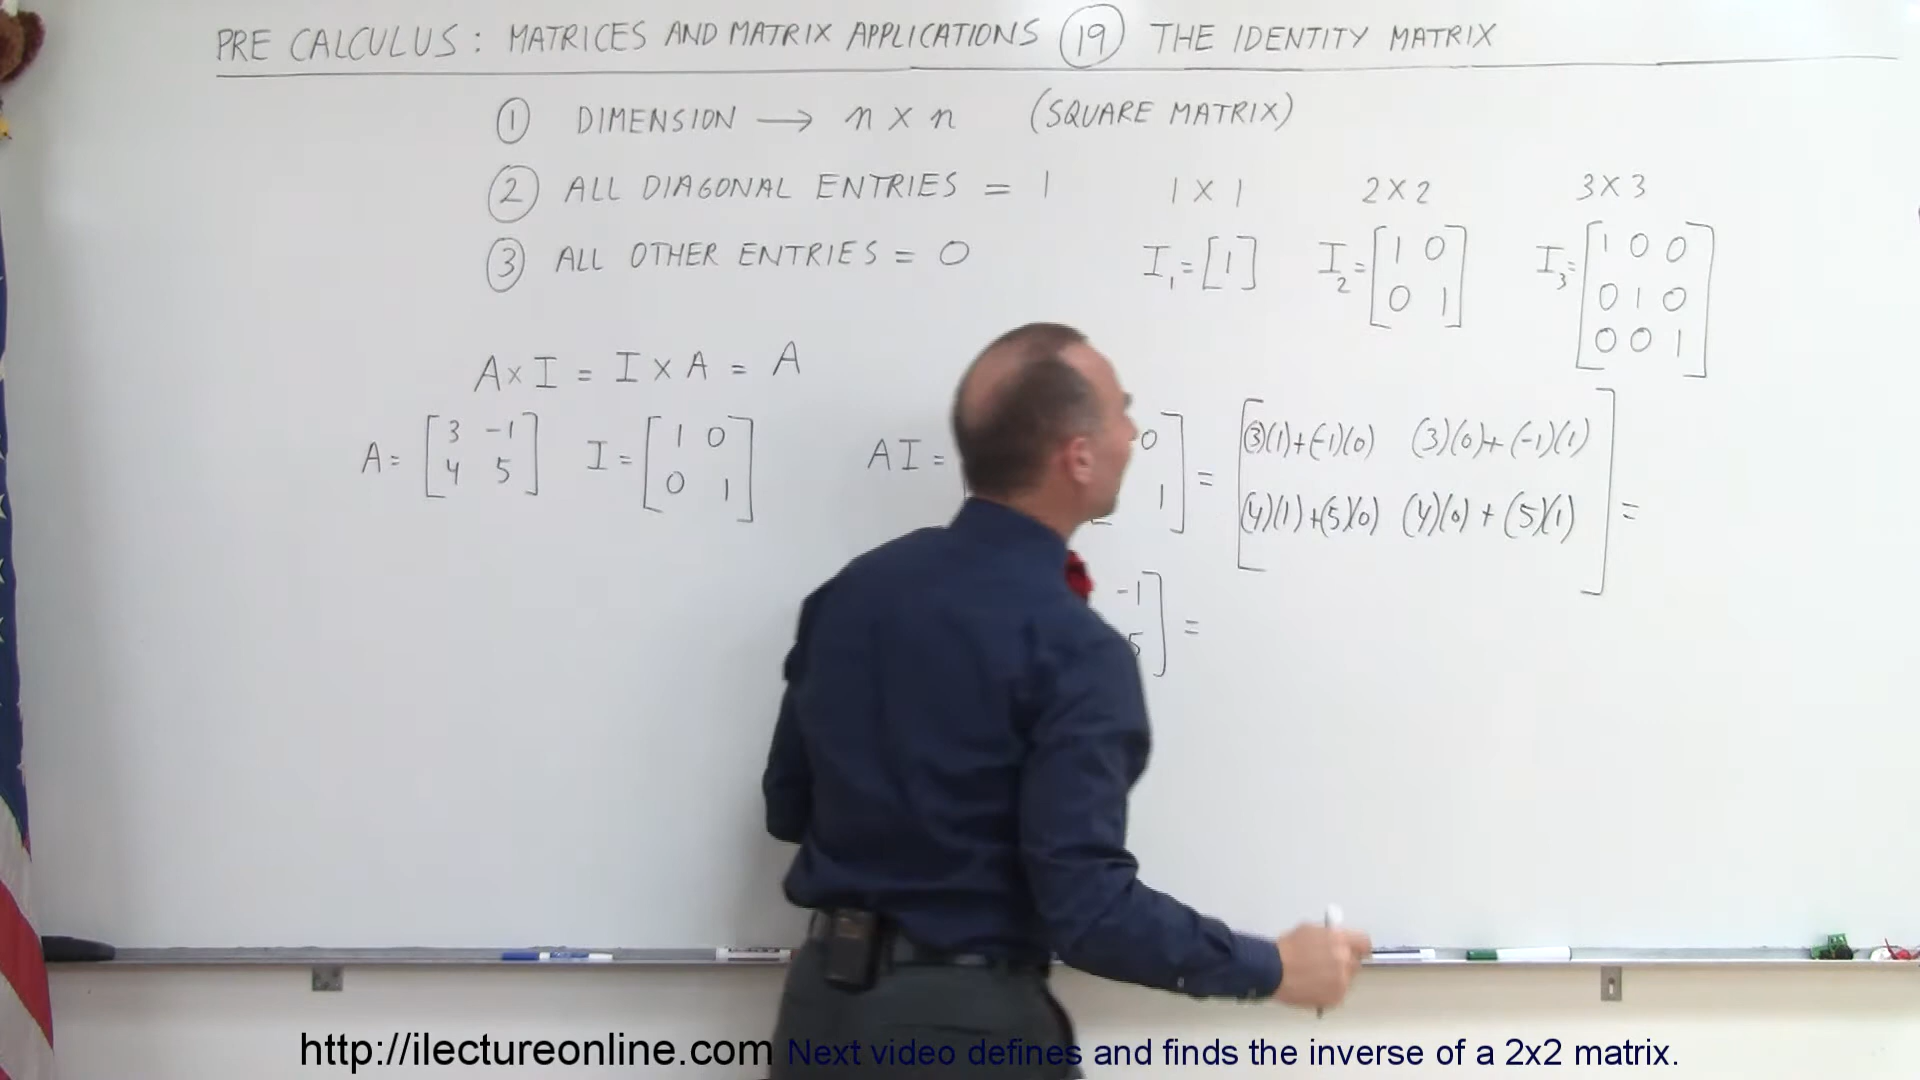 PRE CALCULUS: MATRICES AND MATRIX APPLICATIONS (19) THE IDENTITY MATRIX
① DIMENSION → n x n (SQUARE MATRIX)
② ALL DIAGONAL ENTRIES = 1
③ ALL OTHER ENTRIES = 0
1 X 1 2 X 2 3 X 3
I₁ = [1] I₂ = [1 0
0 1] I₃ = [1 0 0
0 1 0
0 0 1]
A x I = I x A = A
A = [3 -1
4 5] I = [1 0
0 1]
AI = 0
1] = [(3)(1)+(-1)(0) (3)(0)+(-1)(1)
(4)(1)+(5)(0) (4)(0)+(5)(1)] =
-1
5] =
http://ilectureonline.com Next video defines and finds the inverse of a 2x2 matrix.